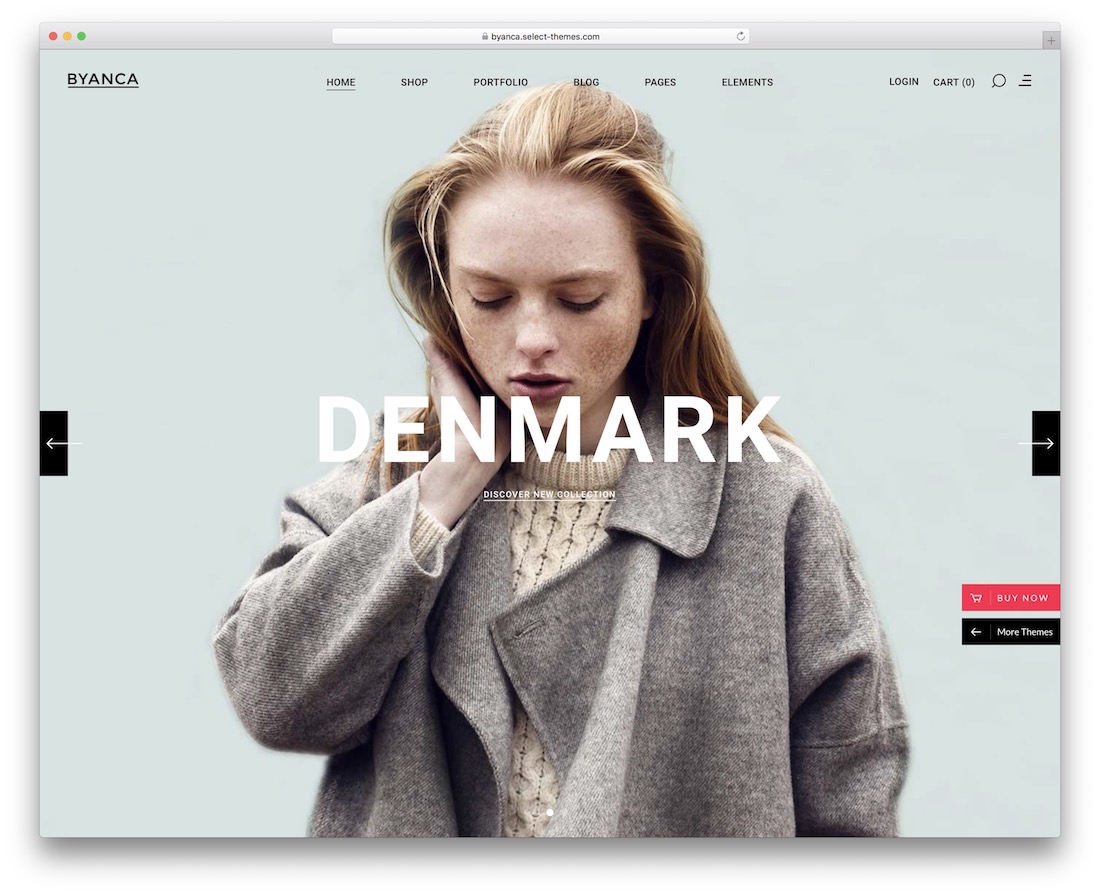 byanca.select-themes.com
BYANCA
HOME SHOP PORTFOLIO BLOG PAGES ELEMENTS
LOGIN CART (0)
DENMARK
DISCOVER NEW COLLECTION
BUY NOW
More Themes